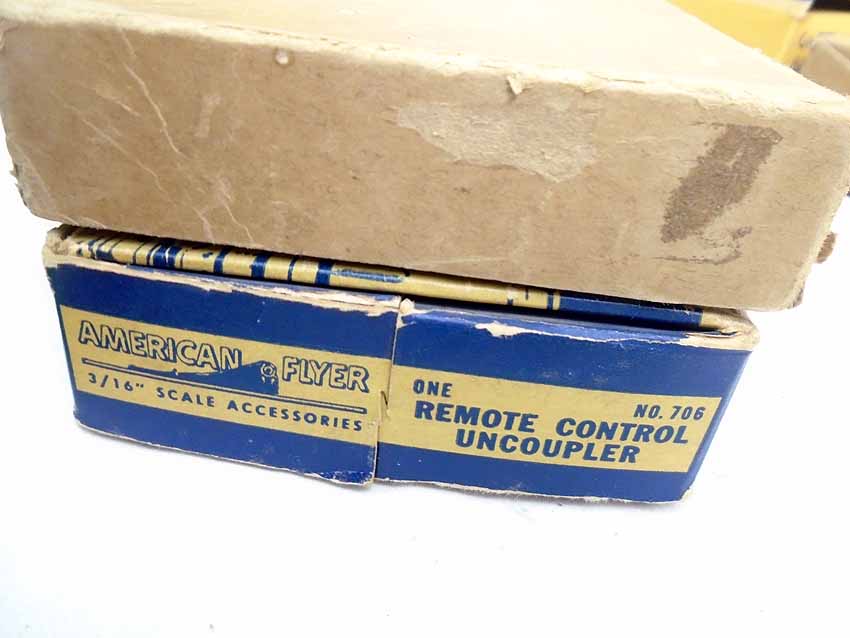 AMERICAN FLYER
3/16" SCALE ACCESSORIES
ONE NO. 706
REMOTE CONTROL
UNCOUPLER